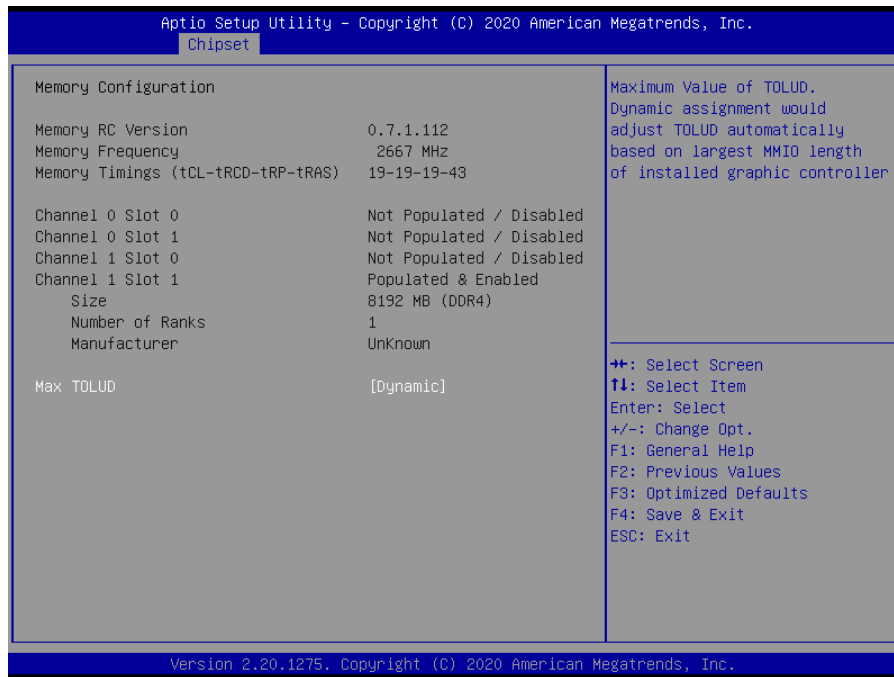 Aptio Setup Utility – Copyright (C) 2020 American Megatrends, Inc.
Chipset
Memory Configuration
Memory RC Version 0.7.1.112
Memory Frequency 2667 MHz
Memory Timings (tCL-tRCD-tRP-tRAS) 19-19-19-43
Channel 0 Slot 0 Not Populated / Disabled
Channel 0 Slot 1 Not Populated / Disabled
Channel 1 Slot 0 Not Populated / Disabled
Channel 1 Slot 1 Populated & Enabled
Size 8192 MB (DDR4)
Number of Ranks 1
Manufacturer UnKnown
Max TOLUD [Dynamic]
Maximum Value of TOLUD.
Dynamic assignment would
adjust TOLUD automatically
based on largest MMIO length
of installed graphic controller
→←: Select Screen
↑↓: Select Item
Enter: Select
+/-: Change Opt.
F1: General Help
F2: Previous Values
F3: Optimized Defaults
F4: Save & Exit
ESC: Exit
Version 2.20.1275. Copyright (C) 2020 American Megatrends, Inc.